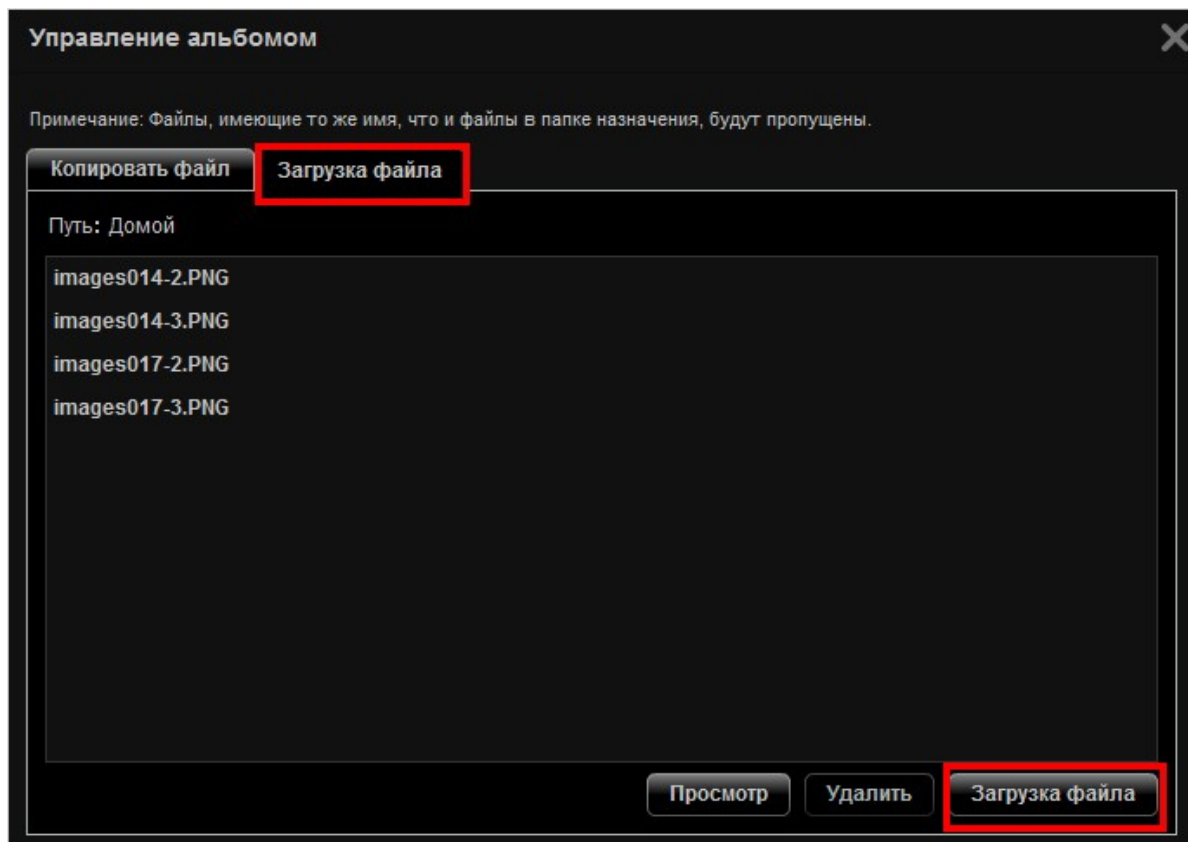 Управление альбомом
Примечание: Файлы, имеющие то же имя, что и файлы в папке назначения, будут пропущены.
Копировать файл Загрузка файла
Путь: Домой
images014-2.PNG
images014-3.PNG
images017-2.PNG
images017-3.PNG
Просмотр Удалить Загрузка файла